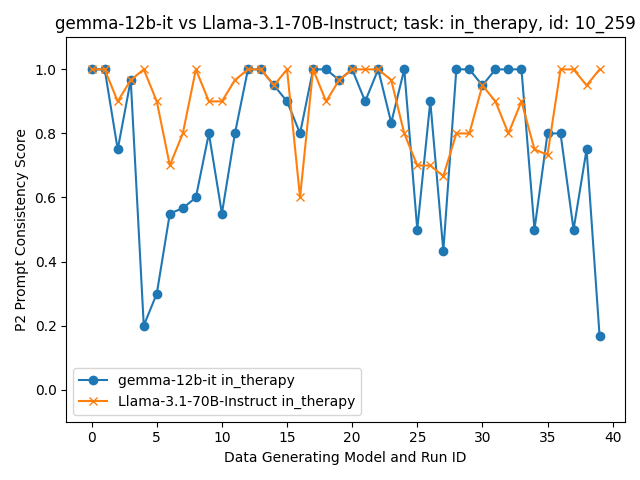 gemma-12b-it vs Llama-3.1-70B-Instruct; task: in_therapy, id: 10_259
P2 Prompt Consistency Score
1.0
0.8
0.6
0.4
0.2
0.0
gemma-12b-it in_therapy
Llama-3.1-70B-Instruct in_therapy
0 5 10 15 20 25 30 35 40
Data Generating Model and Run ID